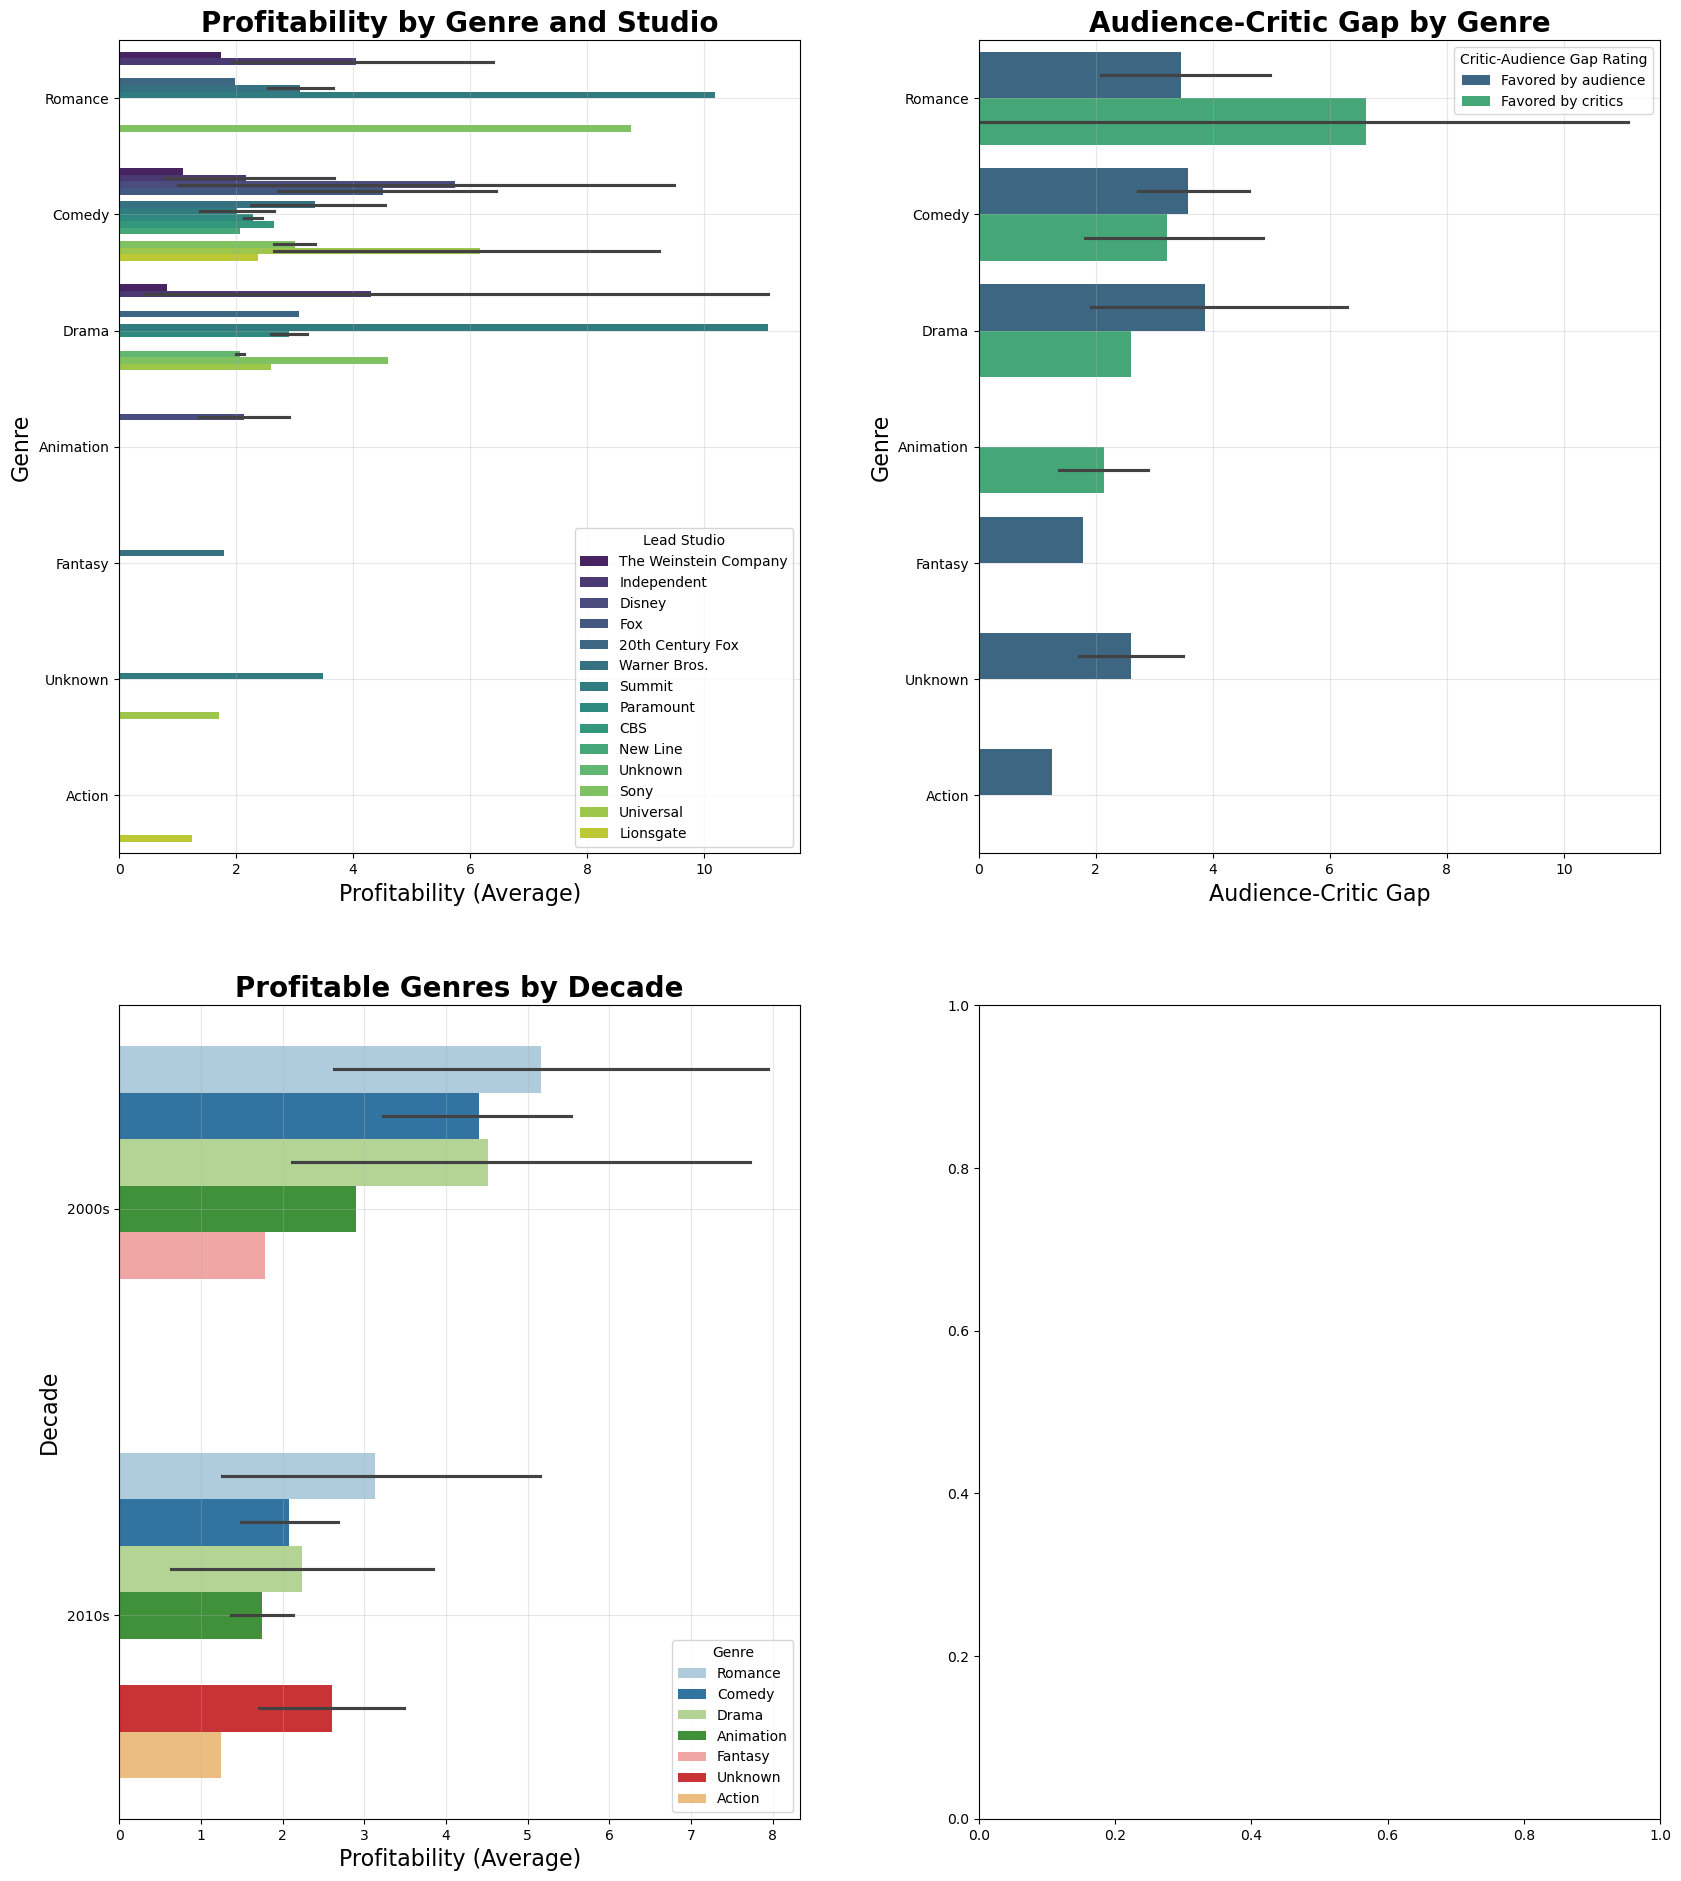 Profitability by Genre and Studio
Genre
Romance
Comedy
Drama
Animation
Fantasy
Unknown
Action
Lead Studio
The Weinstein Company
Independent
Disney
Fox
20th Century Fox
Warner Bros.
Summit
Paramount
CBS
New Line
Unknown
Sony
Universal
Lionsgate
0 2 4 6 8 10
Profitability (Average)
Audience-Critic Gap by Genre
Genre
Romance
Comedy
Drama
Animation
Fantasy
Unknown
Action
Critic-Audience Gap Rating
Favored by audience
Favored by critics
0 2 4 6 8 10
Audience-Critic Gap
Profitable Genres by Decade
Decade
2000s
2010s
Genre
Romance
Comedy
Drama
Animation
Fantasy
Unknown
Action
0 1 2 3 4 5 6 7 8
Profitability (Average)
1.0
0.8
0.6
0.4
0.2
0.0
0.0 0.2 0.4 0.6 0.8 1.0